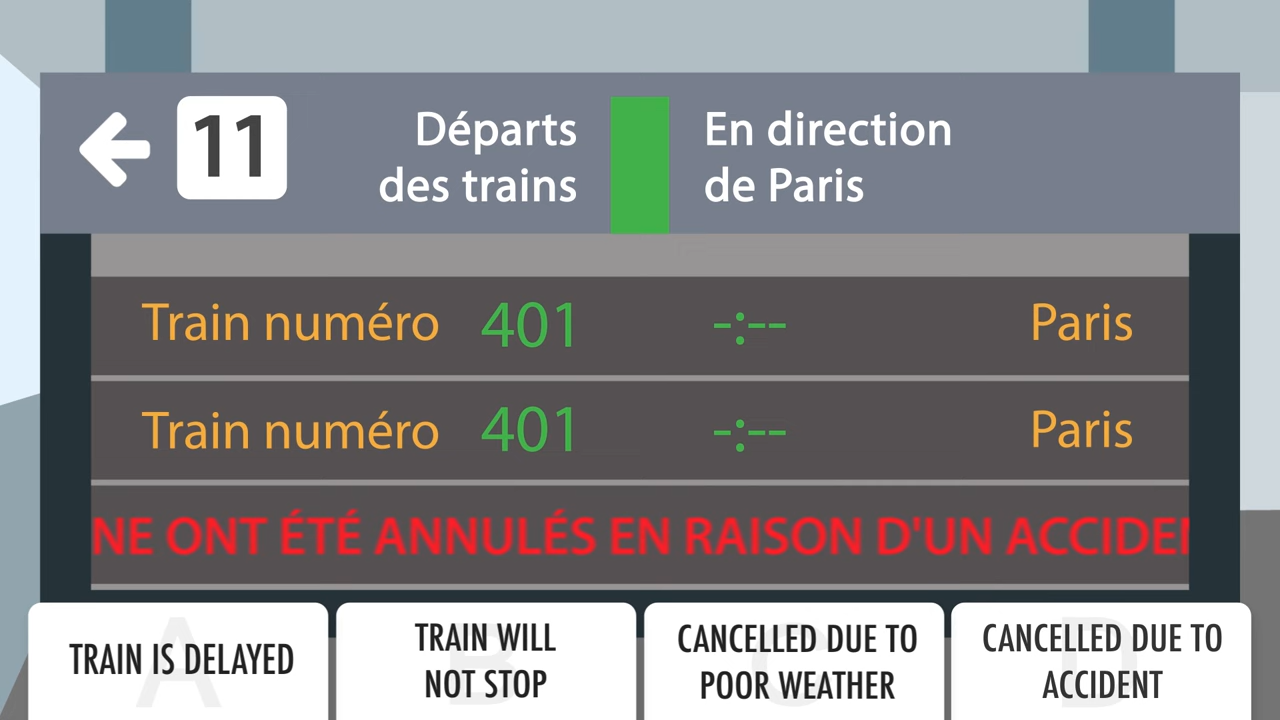 11
Départs
des trains
En direction
de Paris
Train numéro 401 -:-- Paris
Train numéro 401 -:-- Paris
NE ONT ÉTÉ ANNULÉS EN RAISON D'UN ACCIDEN
A
TRAIN IS DELAYED
B
TRAIN WILL
NOT STOP
C
CANCELLED DUE TO
POOR WEATHER
D
CANCELLED DUE TO
ACCIDENT